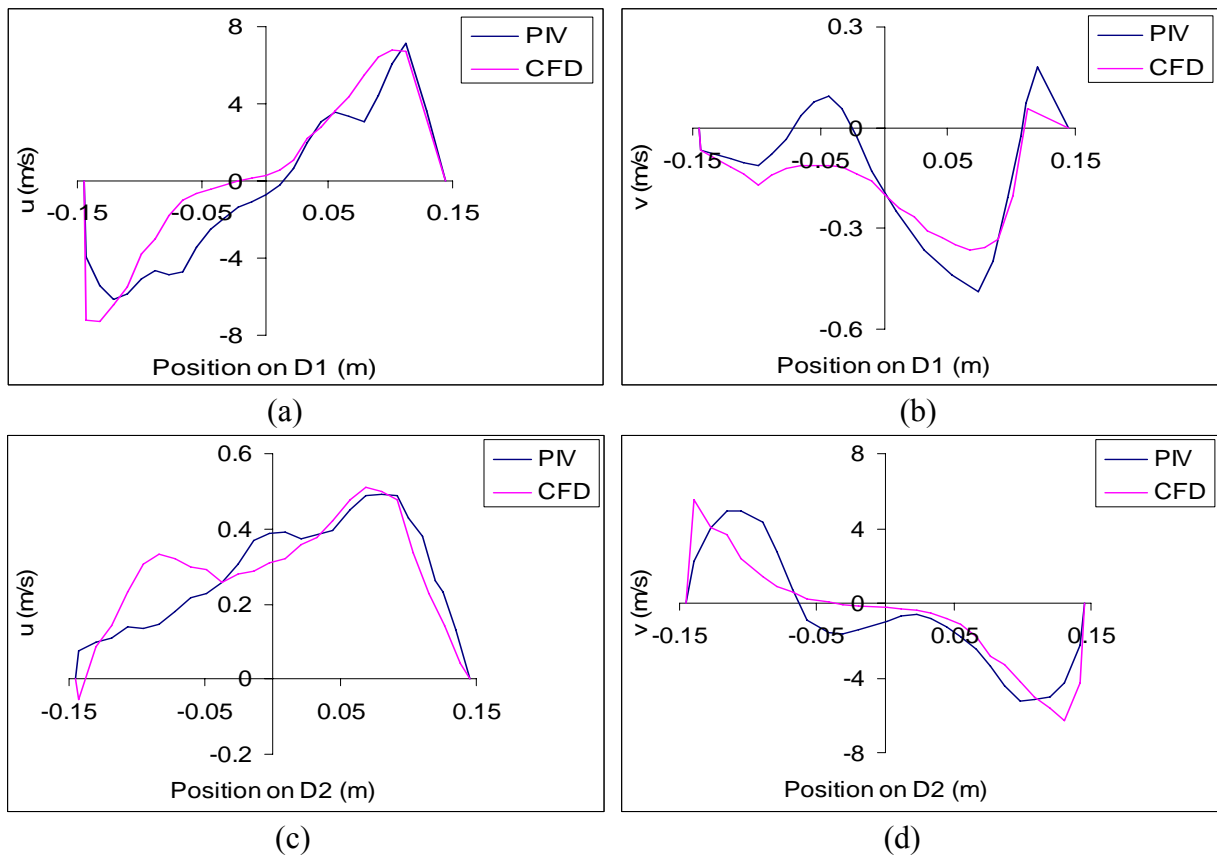 8
4
0
-4
-8
-0.15
-0.05
0.05
0.15
u (m/s)
Position on D1 (m)
PIV
CFD
(a)
0.3
0
-0.3
-0.6
-0.15
-0.05
0.05
0.15
v (m/s)
Position on D1 (m)
PIV
CFD
(b)
0.6
0.4
0.2
0
-0.2
-0.15
-0.05
0.05
0.15
u (m/s)
Position on D2 (m)
PIV
CFD
(c)
8
4
0
-4
-8
-0.15
-0.05
0.05
0.15
v (m/s)
Position on D2 (m)
PIV
CFD
(d)